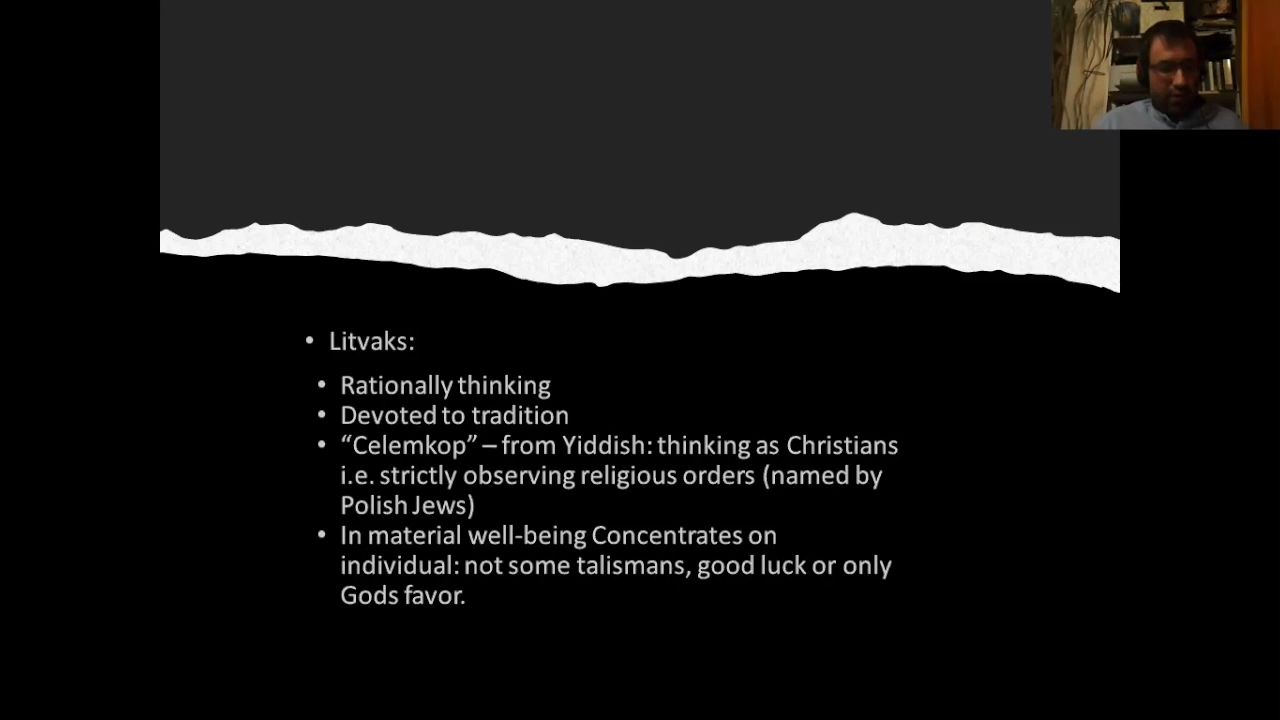 • Litvaks:
• Rationally thinking
• Devoted to tradition
• “Celemkop” – from Yiddish: thinking as Christians
i.e. strictly observing religious orders (named by
Polish Jews)
• In material well-being Concentrates on
individual: not some talismans, good luck or only
Gods favor.